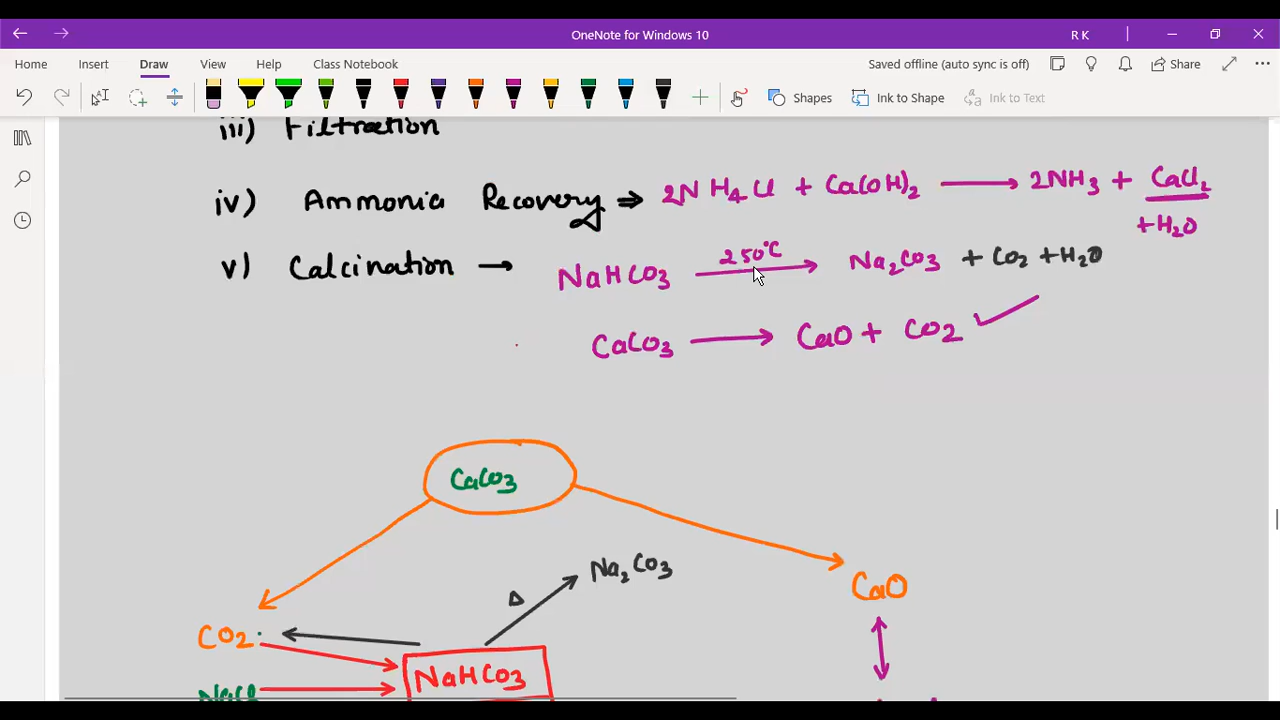 OneNote for Windows 10
R K
Home Insert Draw View Help Class Notebook
Saved offline (auto sync is off)
Share
Shapes
Ink to Shape
Ink to Text
iii) Filtration
iv) Ammonia Recovery ⇒ 2NH4Cl + Ca(OH)2 ⟶ 2NH3 + CaCl2
+H2O
v) Calcination → NaHCO3 250°C ⟶ Na2CO3 + CO2 + H2O
CaCO3 ⟶ CaO + CO2 ✓
CaCO3
Na2CO3
Δ
CaO
CO2
NaHCO3
NaCl